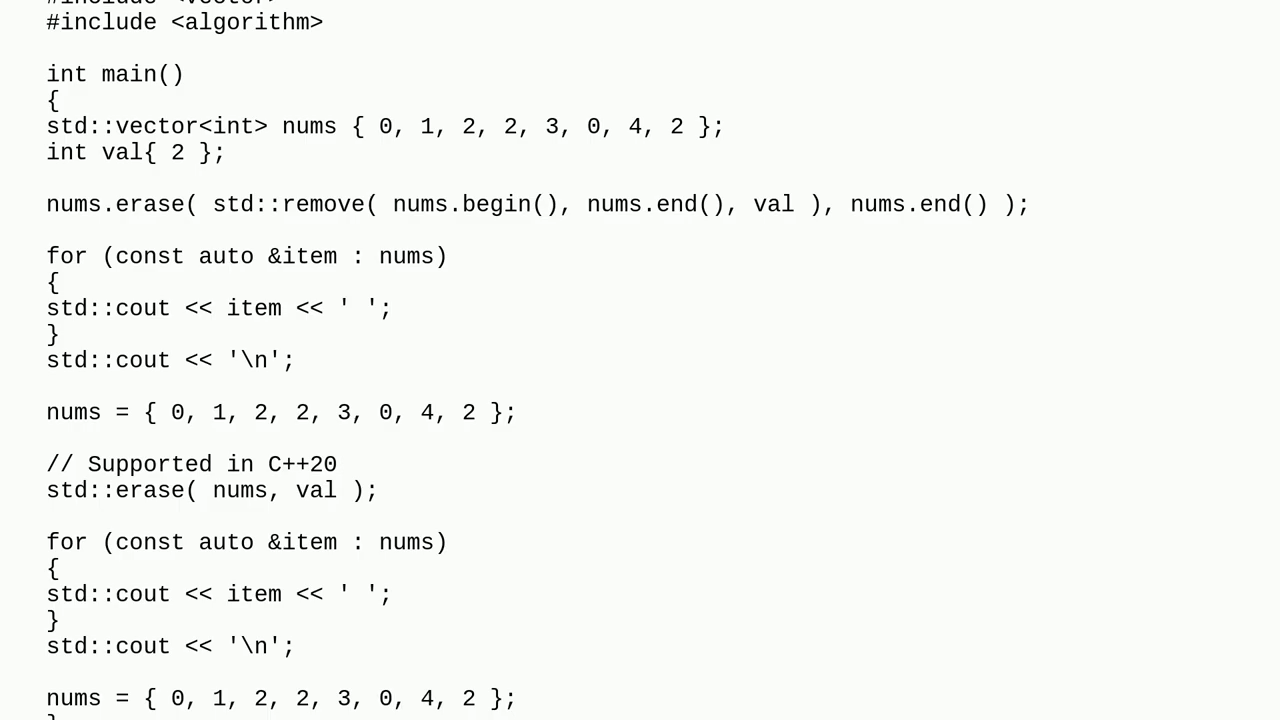 #include <vector>
#include <algorithm>
int main()
{
std::vector<int> nums { 0, 1, 2, 2, 3, 0, 4, 2 };
int val{ 2 };
nums.erase( std::remove( nums.begin(), nums.end(), val ), nums.end() );
for (const auto &item : nums)
{
std::cout << item << ' ';
}
std::cout << '\n';
nums = { 0, 1, 2, 2, 3, 0, 4, 2 };
// Supported in C++20
std::erase( nums, val );
for (const auto &item : nums)
{
std::cout << item << ' ';
}
std::cout << '\n';
nums = { 0, 1, 2, 2, 3, 0, 4, 2 };
}